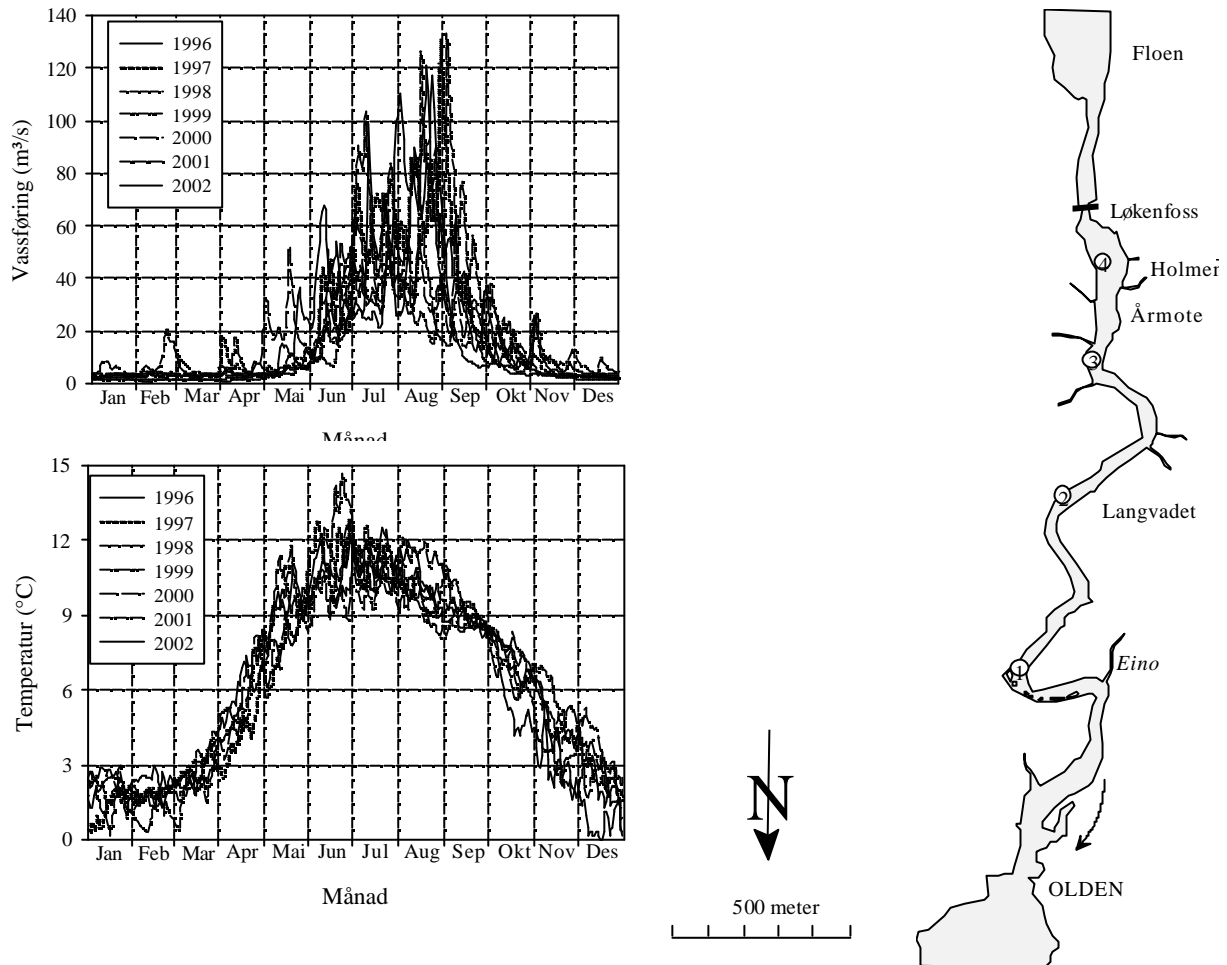 Vassføring (m³/s)
140
120
100
80
60
40
20
0
1996
1997
1998
1999
2000
2001
2002
Jan Feb Mar Apr Mai Jun Jul Aug Sep Okt Nov Des
Månad
Temperatur (°C)
15
12
9
6
3
0
1996
1997
1998
1999
2000
2001
2002
Jan Feb Mar Apr Mai Jun Jul Aug Sep Okt Nov Des
Månad
Floen
Løkenfoss
4
Holmen
Årmote
3
2
Langvadet
1
Eino
N
500 meter
OLDEN